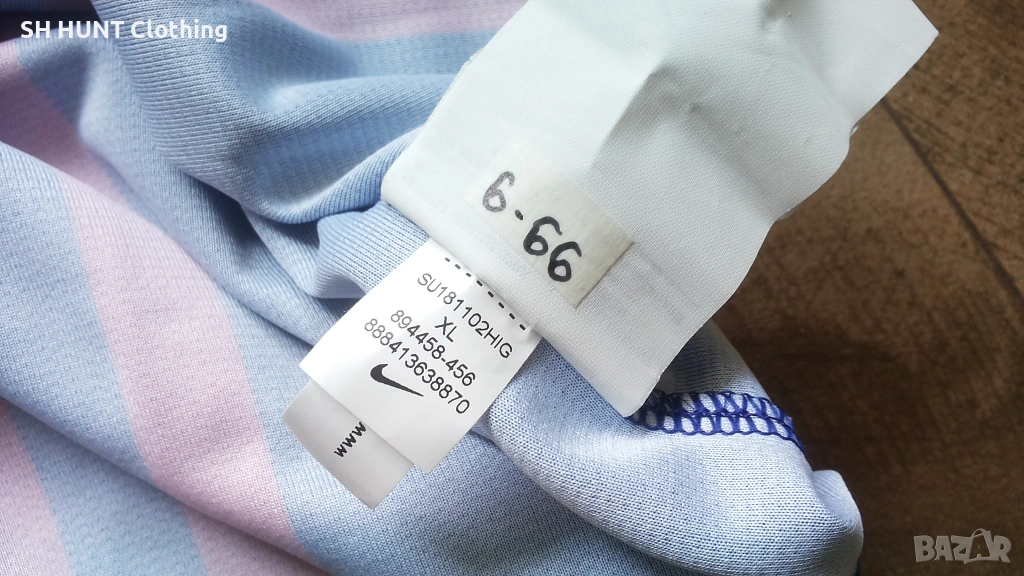 SH HUNT Clothing
6-66
SU181102HIG
XL
894458-456
888413638870
www
BAZAR